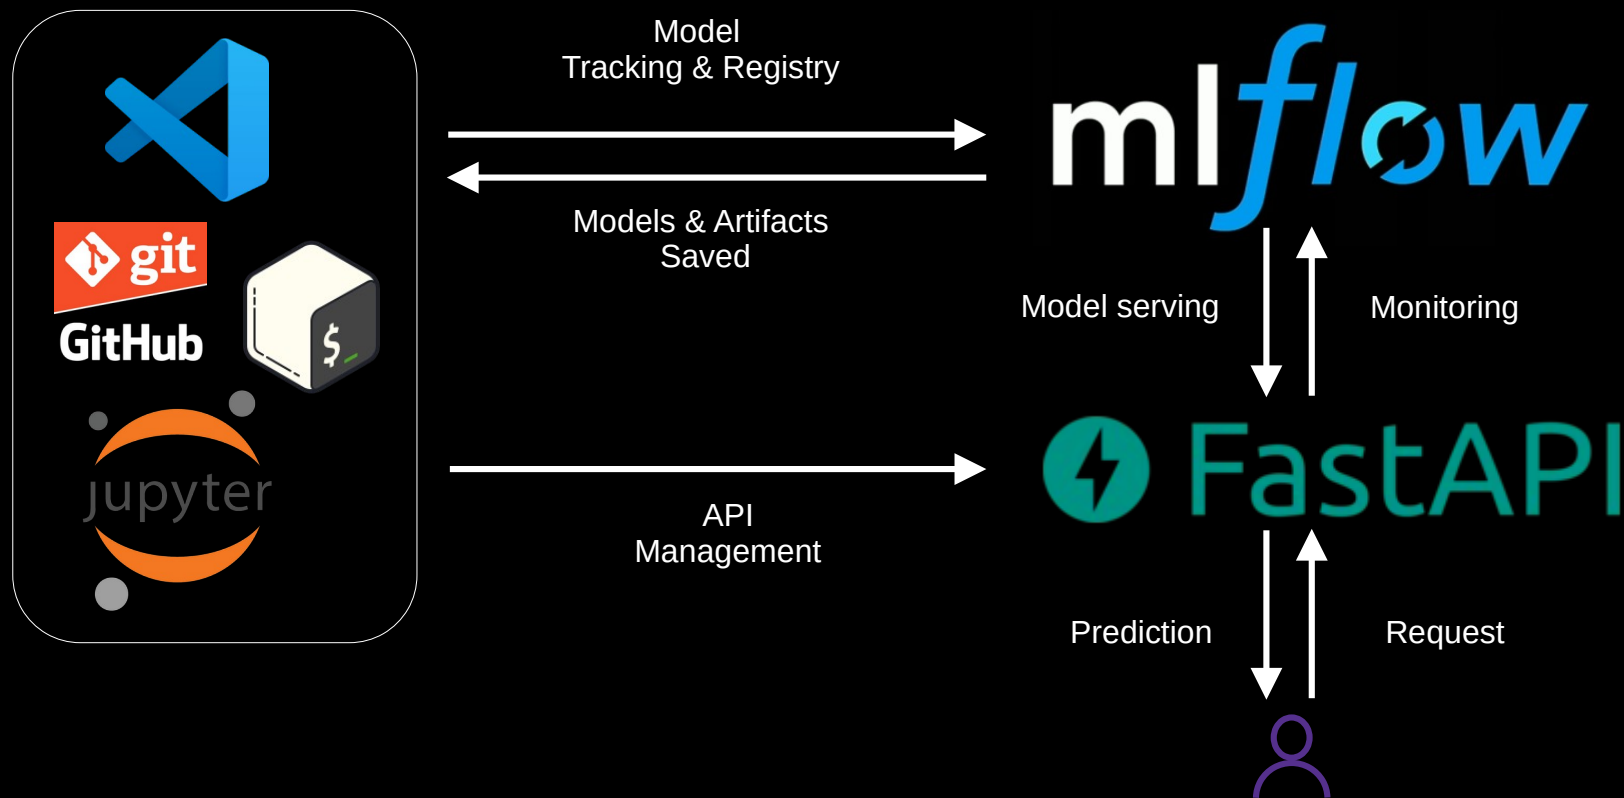 Model
Tracking & Registry
mlflow
git
GitHub
$_
jupyter
Models & Artifacts
Saved
Model serving
Monitoring
FastAPI
API
Management
Prediction
Request